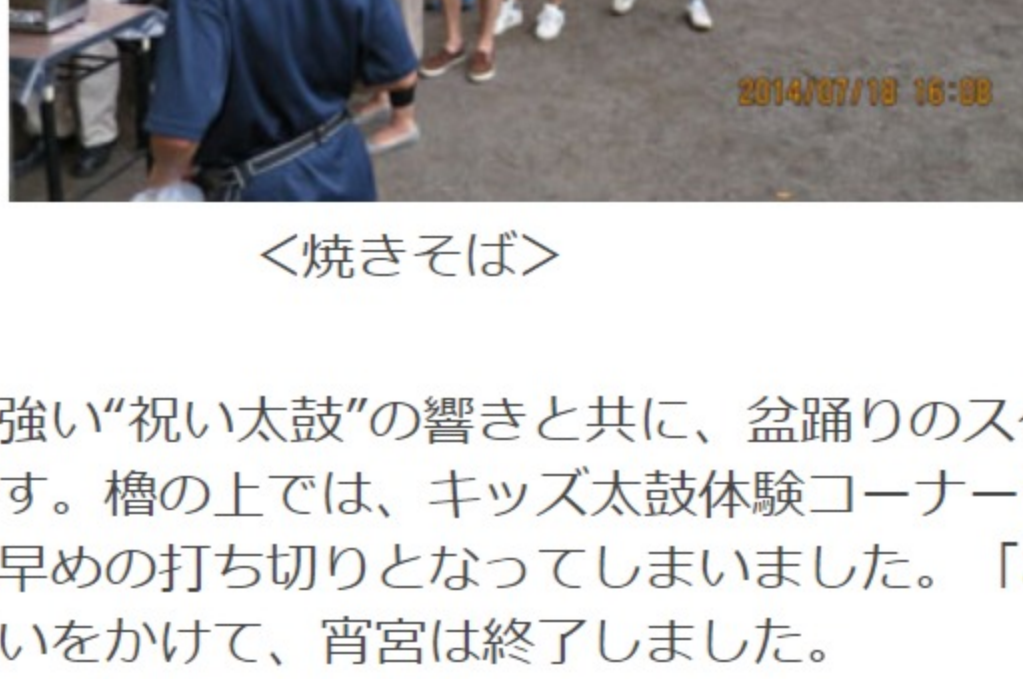 2014/07/18 16:08
＜焼きそば＞
強い“祝い太鼓”の響きと共に、盆踊りのス
す。櫓の上では、キッズ太鼓体験コーナー
早めの打ち切りとなってしまいました。「
いをかけて、宵宮は終了しました。